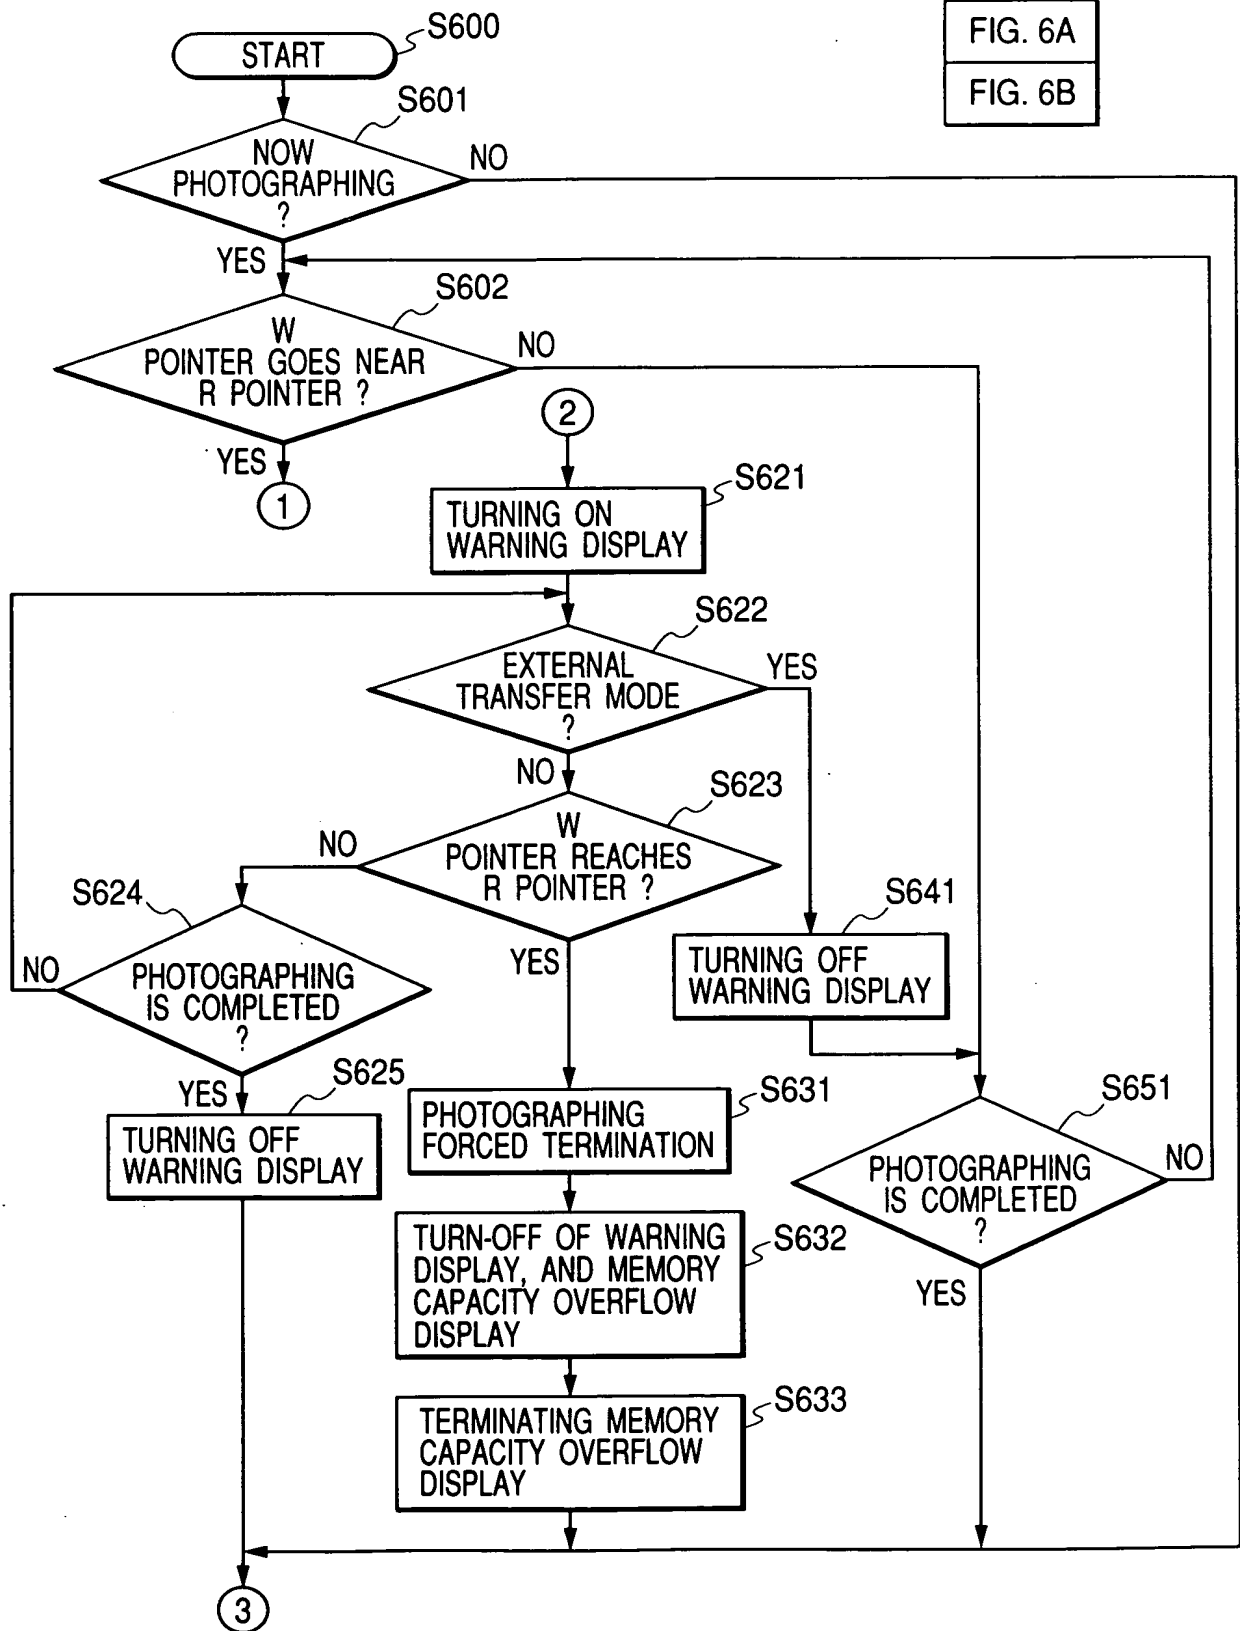 S600
START
FIG. 6A
FIG. 6B
S601
NOW
PHOTOGRAPHING
?
NO
YES
S602
W
POINTER GOES NEAR
R POINTER ?
NO
YES
1
2
S621
TURNING ON
WARNING DISPLAY
S622
EXTERNAL
TRANSFER MODE
?
YES
NO
S623
W
POINTER REACHES
R POINTER ?
NO
YES
S624
PHOTOGRAPHING
IS COMPLETED
?
NO
YES
S641
TURNING OFF
WARNING DISPLAY
S625
TURNING OFF
WARNING DISPLAY
S631
PHOTOGRAPHING
FORCED TERMINATION
S651
PHOTOGRAPHING
IS COMPLETED
?
NO
YES
S632
TURN-OFF OF WARNING
DISPLAY, AND MEMORY
CAPACITY OVERFLOW
DISPLAY
S633
TERMINATING MEMORY
CAPACITY OVERFLOW
DISPLAY
3